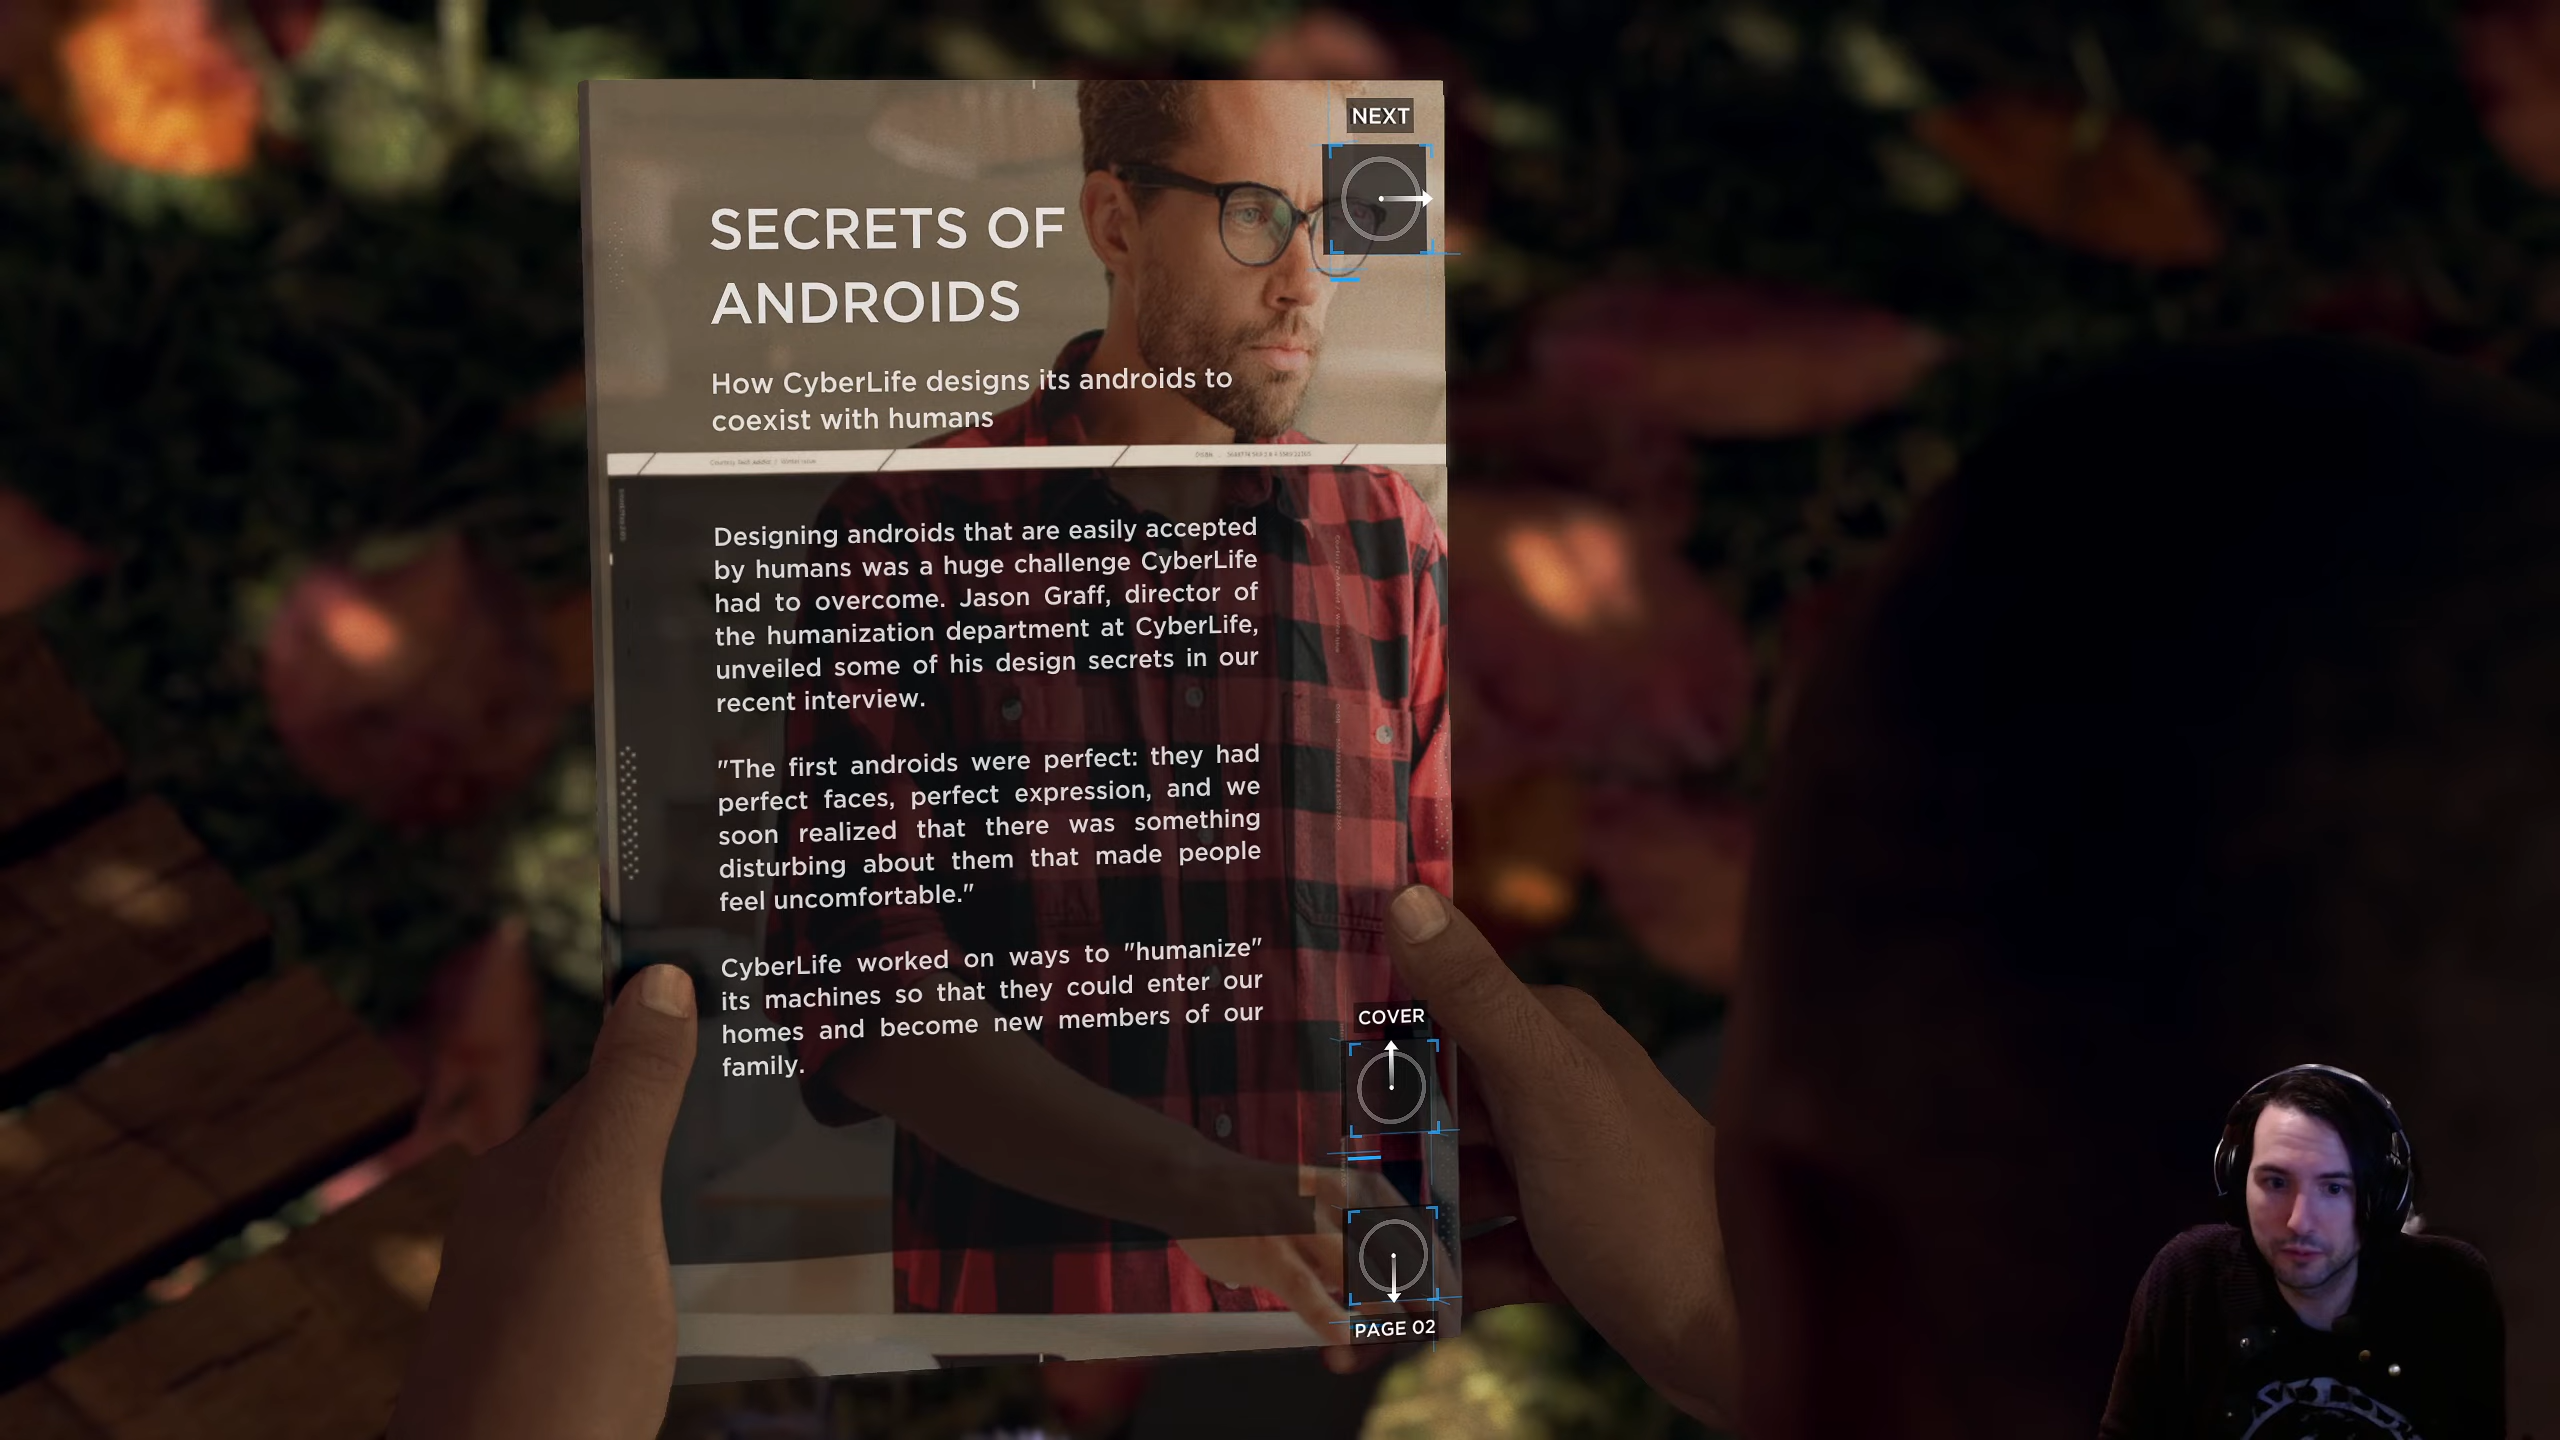 NEXT
SECRETS OF
ANDROIDS
How CyberLife designs its androids to
coexist with humans
Designing androids that are easily accepted
by humans was a huge challenge CyberLife
had to overcome. Jason Graff, director of
the humanization department at CyberLife,
unveiled some of his design secrets in our
recent interview.
"The first androids were perfect: they had
perfect faces, perfect expression, and we
soon realized that there was something
disturbing about them that made people
feel uncomfortable."
CyberLife worked on ways to "humanize"
its machines so that they could enter our
homes and become new members of our
family.
COVER
PAGE 02